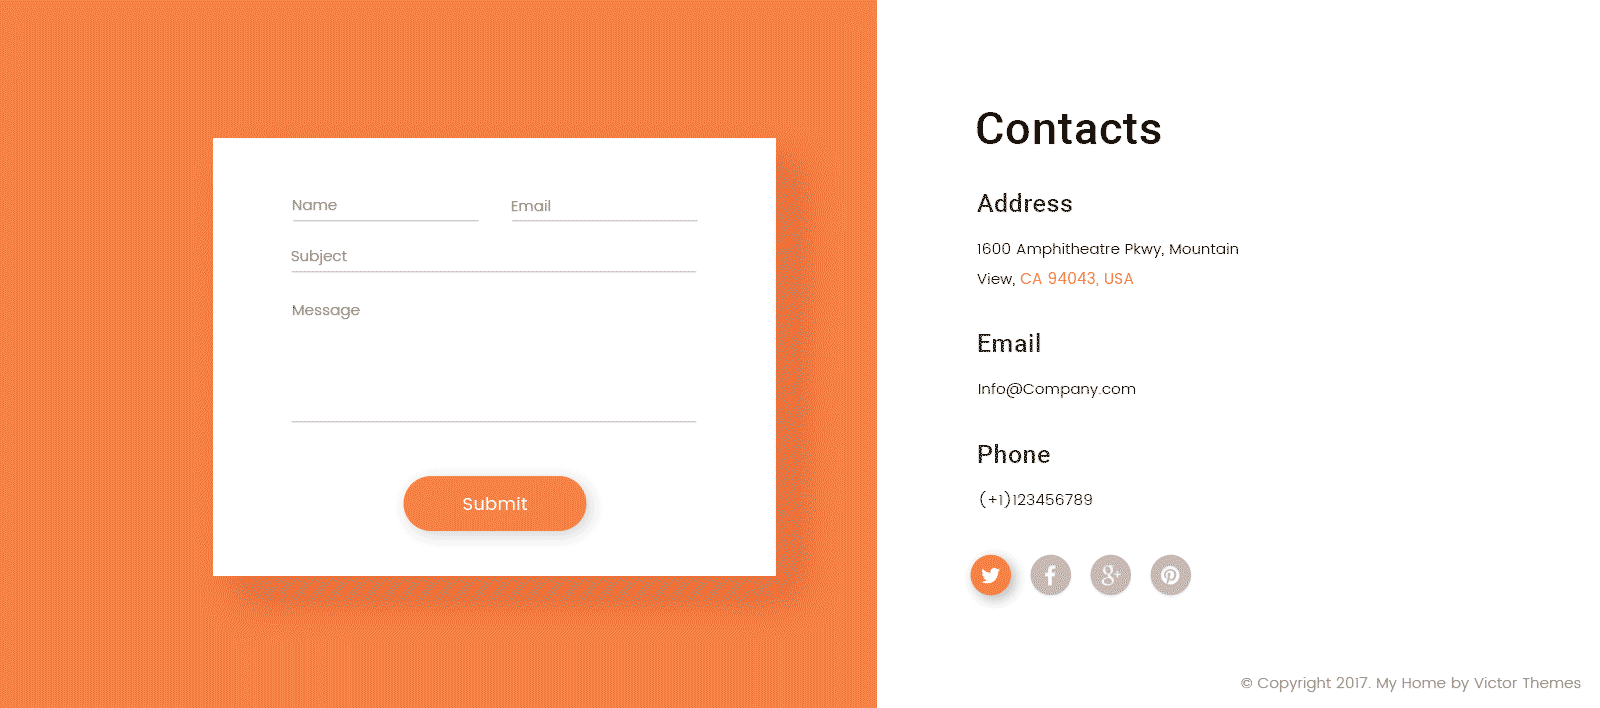 Name
Email
Subject
Message
Submit
Contacts
Address
1600 Amphitheatre Pkwy, Mountain
View, CA 94043, USA
Email
Info@Company.com
Phone
(+1)123456789
© Copyright 2017. My Home by Victor Themes